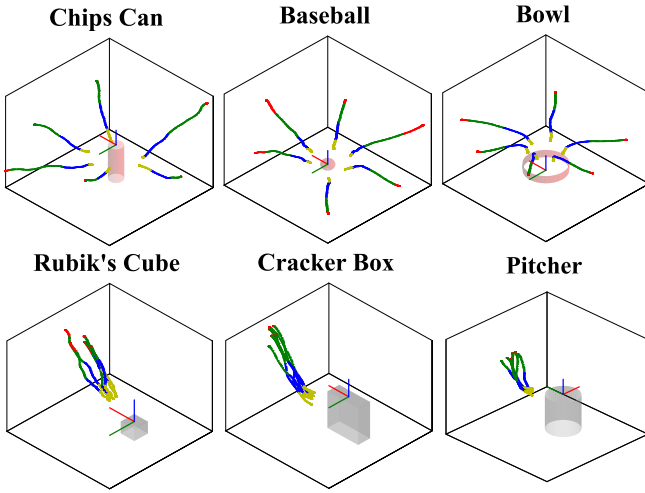 Chips Can
Baseball
Bowl
Rubik's Cube
Cracker Box
Pitcher